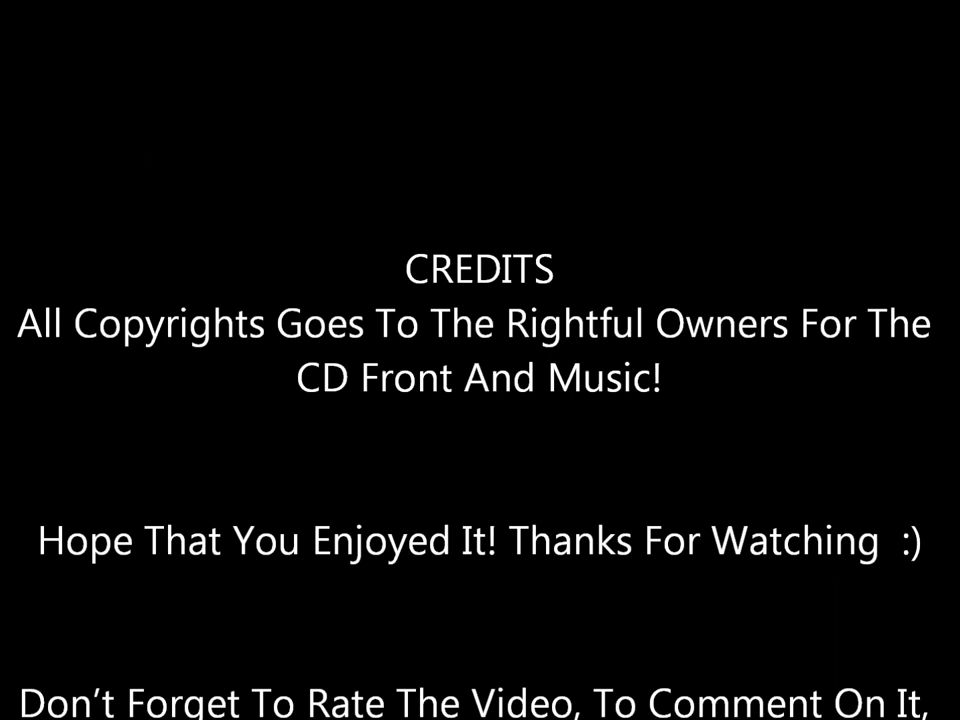 CREDITS
All Copyrights Goes To The Rightful Owners For The
CD Front And Music!
Hope That You Enjoyed It! Thanks For Watching  :)
Don't Forget To Rate The Video, To Comment On It,